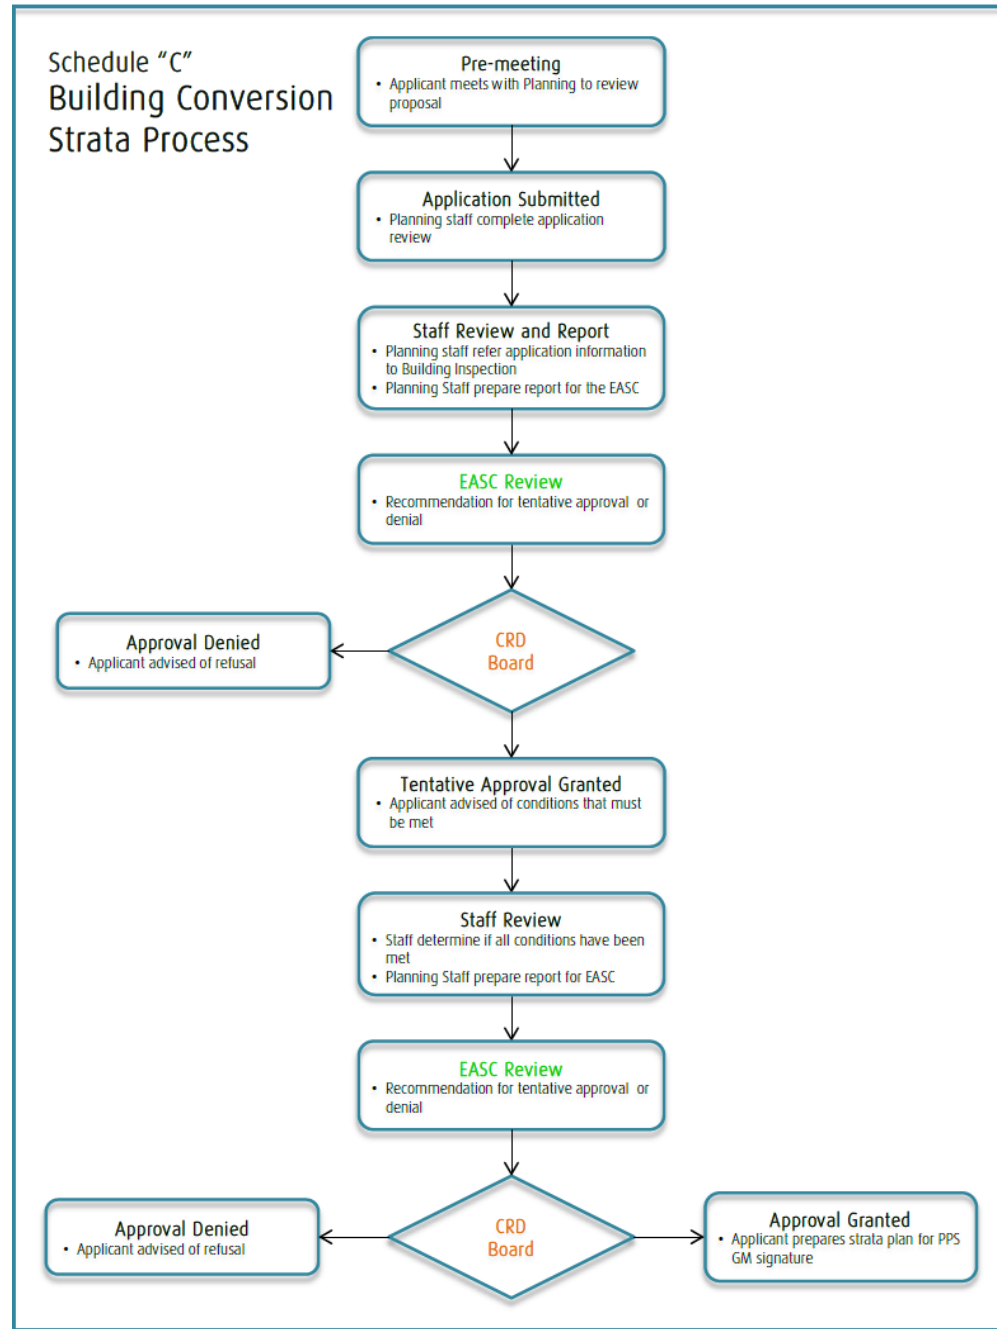 Schedule “C”
Building Conversion
Strata Process
Pre-meeting
• Applicant meets with Planning to review
proposal
Application Submitted
• Planning staff complete application
review
Staff Review and Report
• Planning staff refer application information
to Building Inspection
• Planning Staff prepare report for the EASC
EASC Review
• Recommendation for tentative approval or
denial
CRD
Board
Approval Denied
• Applicant advised of refusal
Tentative Approval Granted
• Applicant advised of conditions that must
be met
Staff Review
• Staff determine if all conditions have been
met
• Planning Staff prepare report for EASC
EASC Review
• Recommendation for tentative approval or
denial
CRD
Board
Approval Denied
• Applicant advised of refusal
Approval Granted
• Applicant prepares strata plan for PPS
GM signature